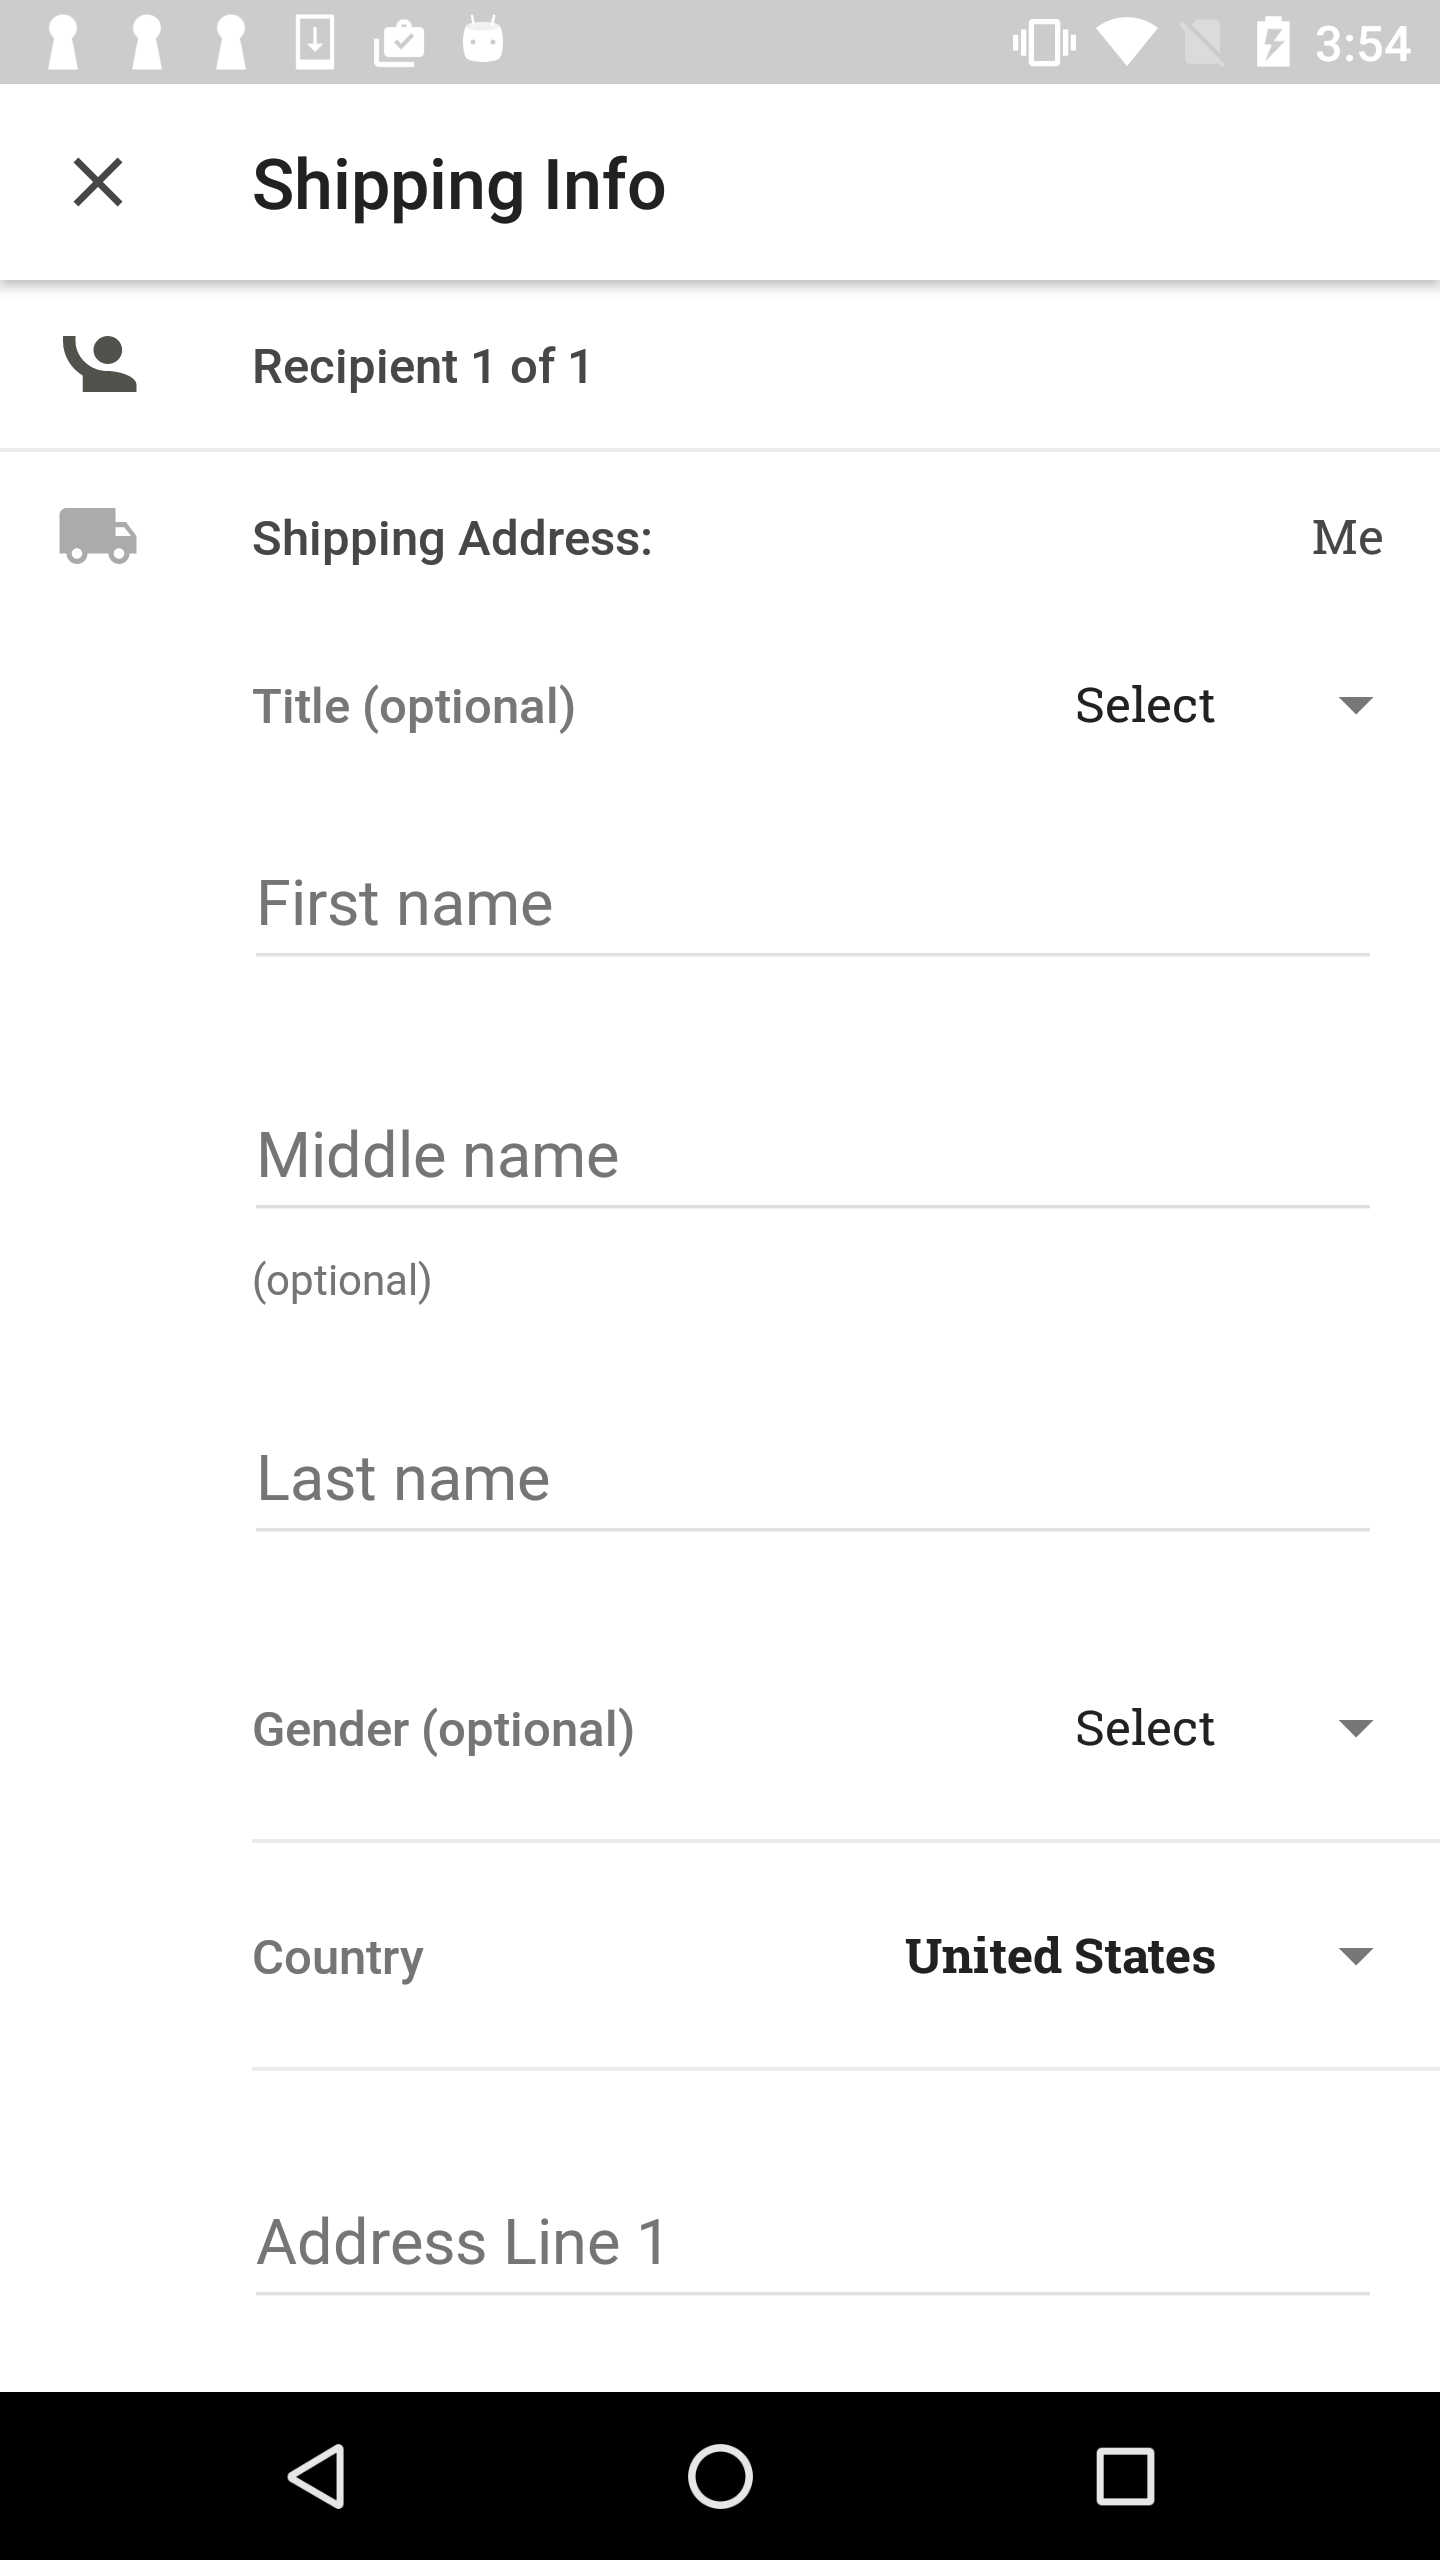 3:54
Shipping Info
Recipient 1 of 1
Shipping Address: Me
Title (optional) Select
First name
Middle name
(optional)
Last name
Gender (optional) Select
Country United States
Address Line 1